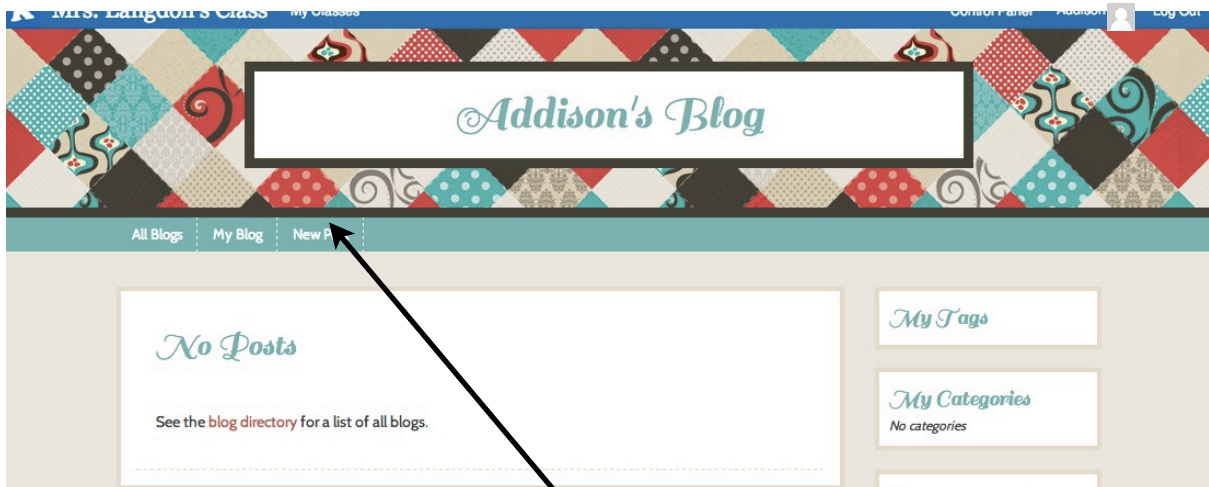 Mrs. Langdon's Class My Classes Control Panel Addison Log Out
Addison's Blog
All Blogs My Blog New
No Posts
See the blog directory for a list of all blogs.
My Tags
My Categories
No categories